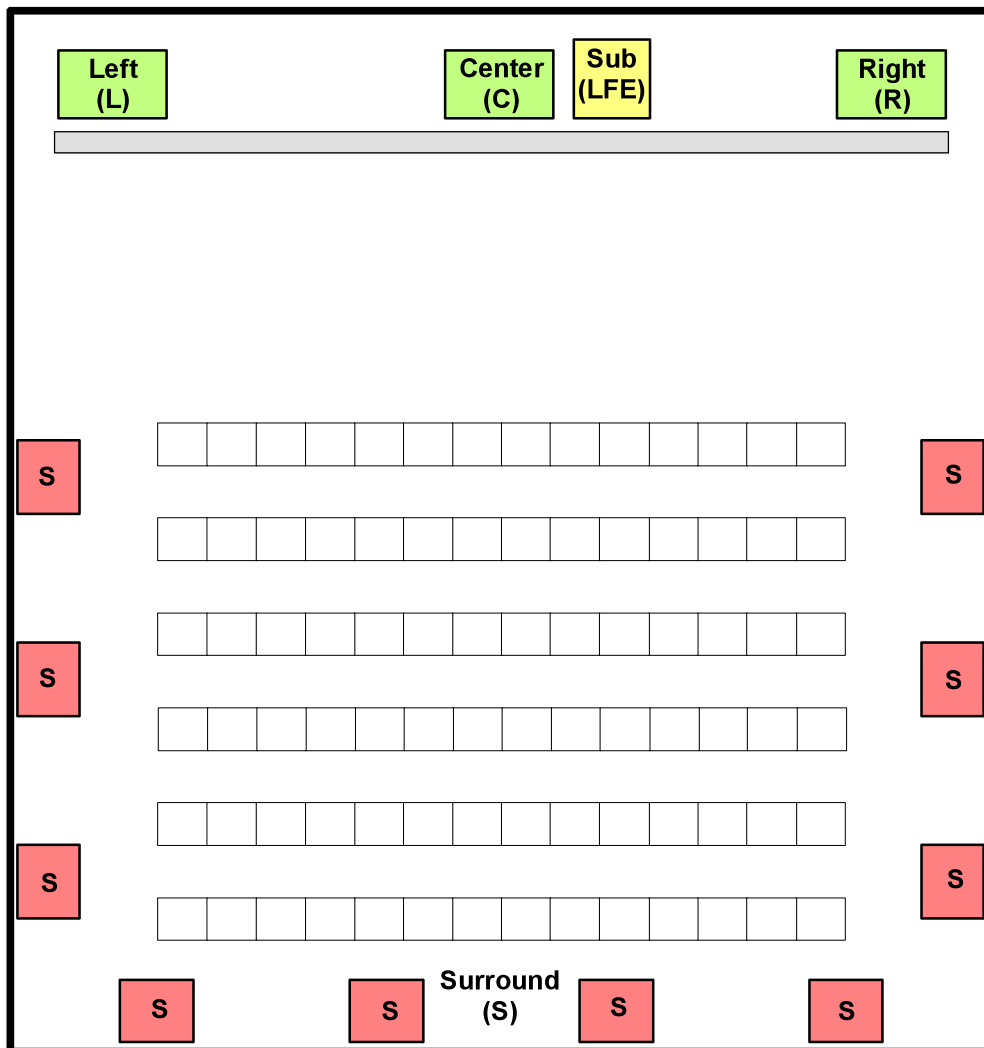 Left
(L)
Center
(C)
Sub
(LFE)
Right
(R)
S
S
S
S
S
S
Surround
(S)
S
S
S
S